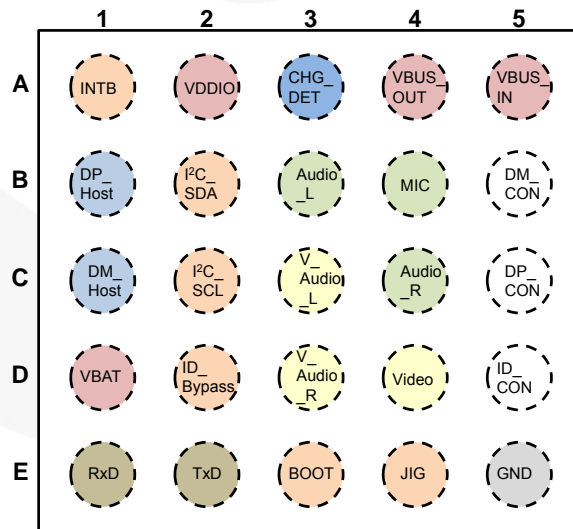 1 2 3 4 5
A
INTB
VDDIO
CHG_
DET
VBUS_
OUT
VBUS_
IN
B
DP_
Host
I²C_
SDA
Audio
_L
MIC
DM_
CON
C
DM_
Host
I²C_
SCL
V_
Audio
_L
Audio
_R
DP_
CON
D
VBAT
ID_
Bypass
V_
Audio
_R
Video
ID_
CON
E
RxD
TxD
BOOT
JIG
GND